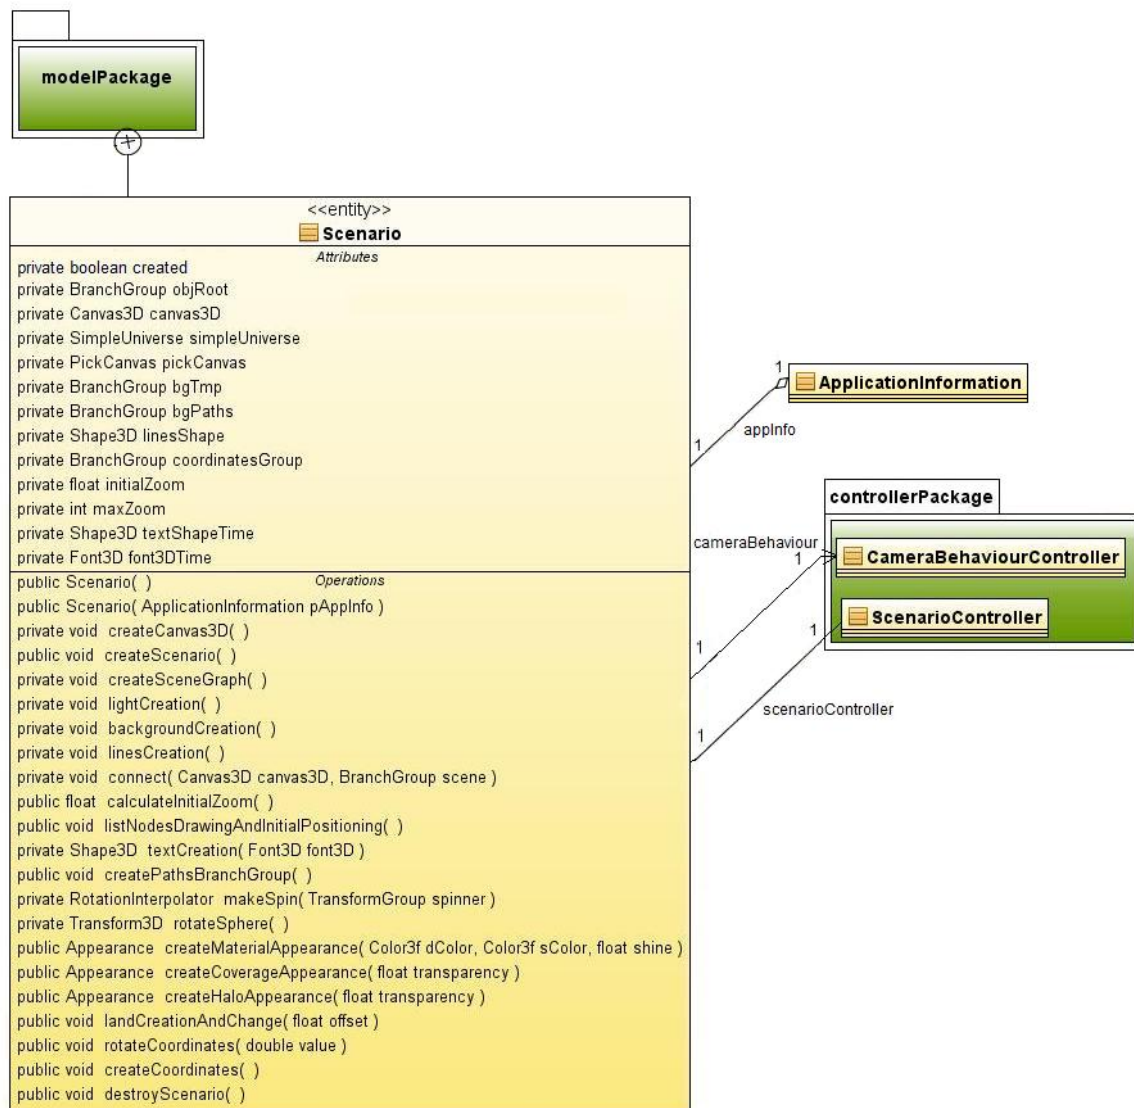 modelPackage
<<entity>>
Scenario
Attributes
private boolean created
private BranchGroup objRoot
private Canvas3D canvas3D
private SimpleUniverse simpleUniverse
private PickCanvas pickCanvas
private BranchGroup bgTmp
private BranchGroup bgPaths
private Shape3D linesShape
private BranchGroup coordinatesGroup
private float initialZoom
private int maxZoom
private Shape3D textShapeTime
private Font3D font3DTime
Operations
public Scenario( )
public Scenario( ApplicationInformation pAppInfo )
private void createCanvas3D( )
public void createScenario( )
private void createSceneGraph( )
private void lightCreation( )
private void backgroundCreation( )
private void linesCreation( )
private void connect( Canvas3D canvas3D, BranchGroup scene )
public float calculateInitialZoom( )
public void listNodesDrawingAndInitialPositioning( )
private Shape3D textCreation( Font3D font3D )
public void createPathsBranchGroup( )
private RotationInterpolator makeSpin( TransformGroup spinner )
private Transform3D rotateSphere( )
public Appearance createMaterialAppearance( Color3f dColor, Color3f sColor, float shine )
public Appearance createCoverageAppearance( float transparency )
public Appearance createHaloAppearance( float transparency )
public void landCreationAndChange( float offset )
public void rotateCoordinates( double value )
public void createCoordinates( )
public void destroyScenario( )
1
ApplicationInformation
appInfo
1
controllerPackage
cameraBehaviour
1
CameraBehaviourController
1
ScenarioController
1
scenarioController
1